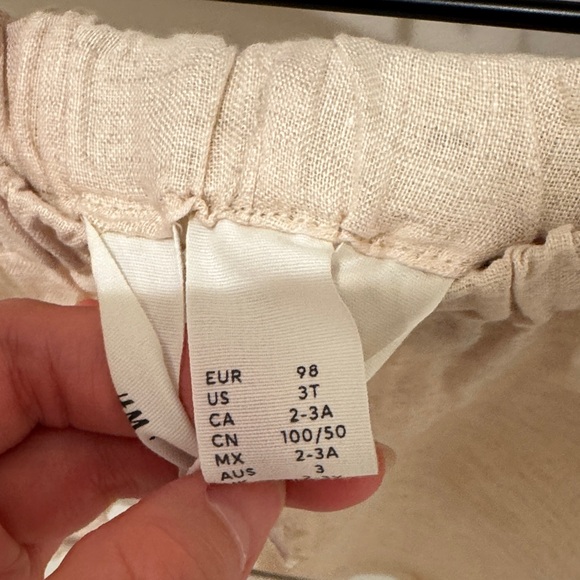 EUR 98
US 3T
CA 2-3A
CN 100/50
MX 2-3A
AUS 3